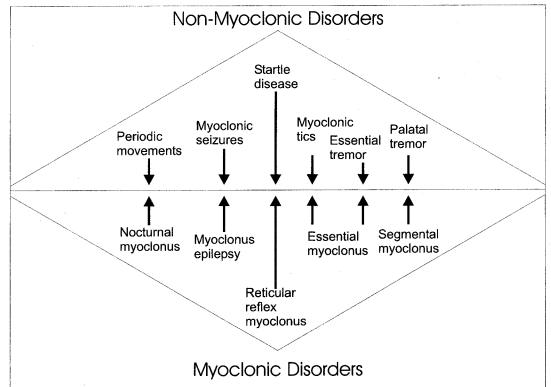 Non-Myoclonic Disorders
Startle
disease
Periodic
movements
Myoclonic
seizures
Myoclonic
tics
Essential
tremor
Palatal
tremor
Nocturnal
myoclonus
Myoclonus
epilepsy
Reticular
reflex
myoclonus
Essential
myoclonus
Segmental
myoclonus
Myoclonic Disorders